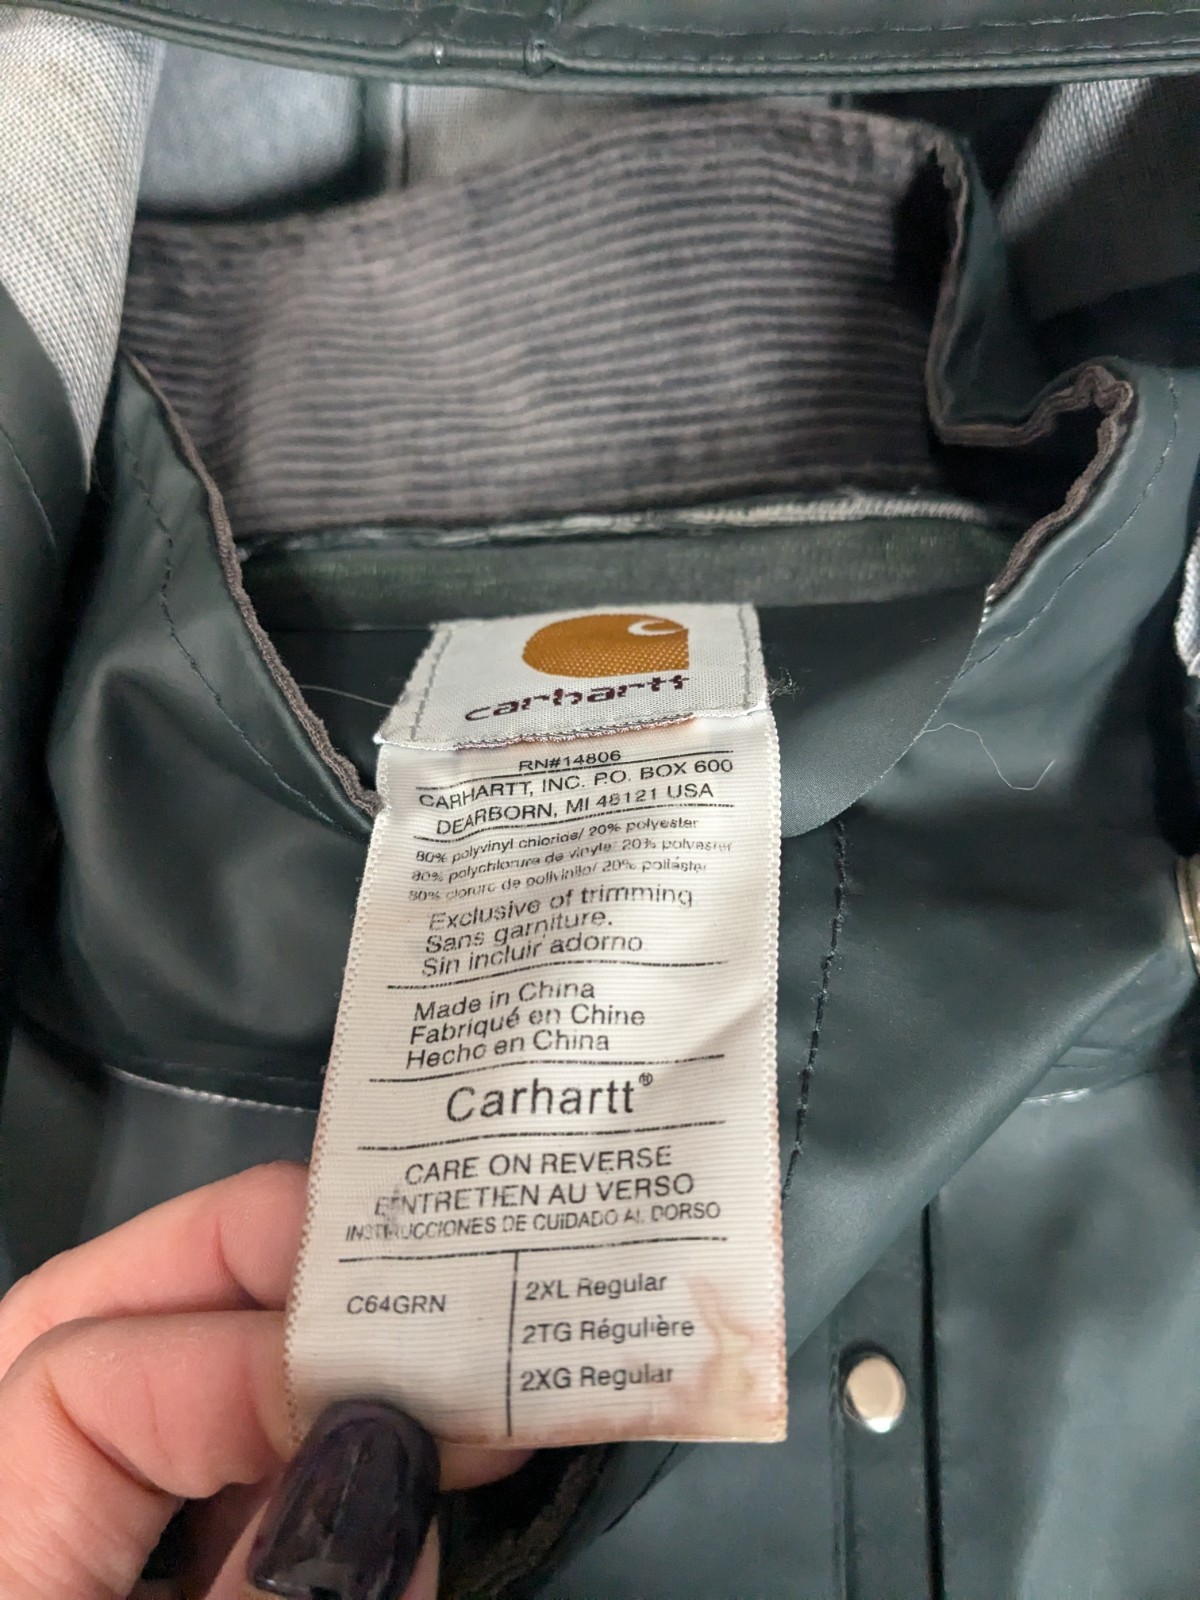 carhartt
RN#14806
CARHARTT, INC. P.O. BOX 600
DEARBORN, MI 48121 USA
80% polyvinyl chloride/ 20% polyester
80% polychlorure de vinyle/ 20% polyester
80% cloruro de polivinilo/ 20% poliéster
Exclusive of trimming
Sans garniture.
Sin incluir adorno
Made in China
Fabriqué en Chine
Hecho en China
Carhartt®
CARE ON REVERSE
ENTRETIEN AU VERSO
INSTRUCCIONES DE CUIDADO AL DORSO
C64GRN
2XL Regular
2TG Régulière
2XG Regular